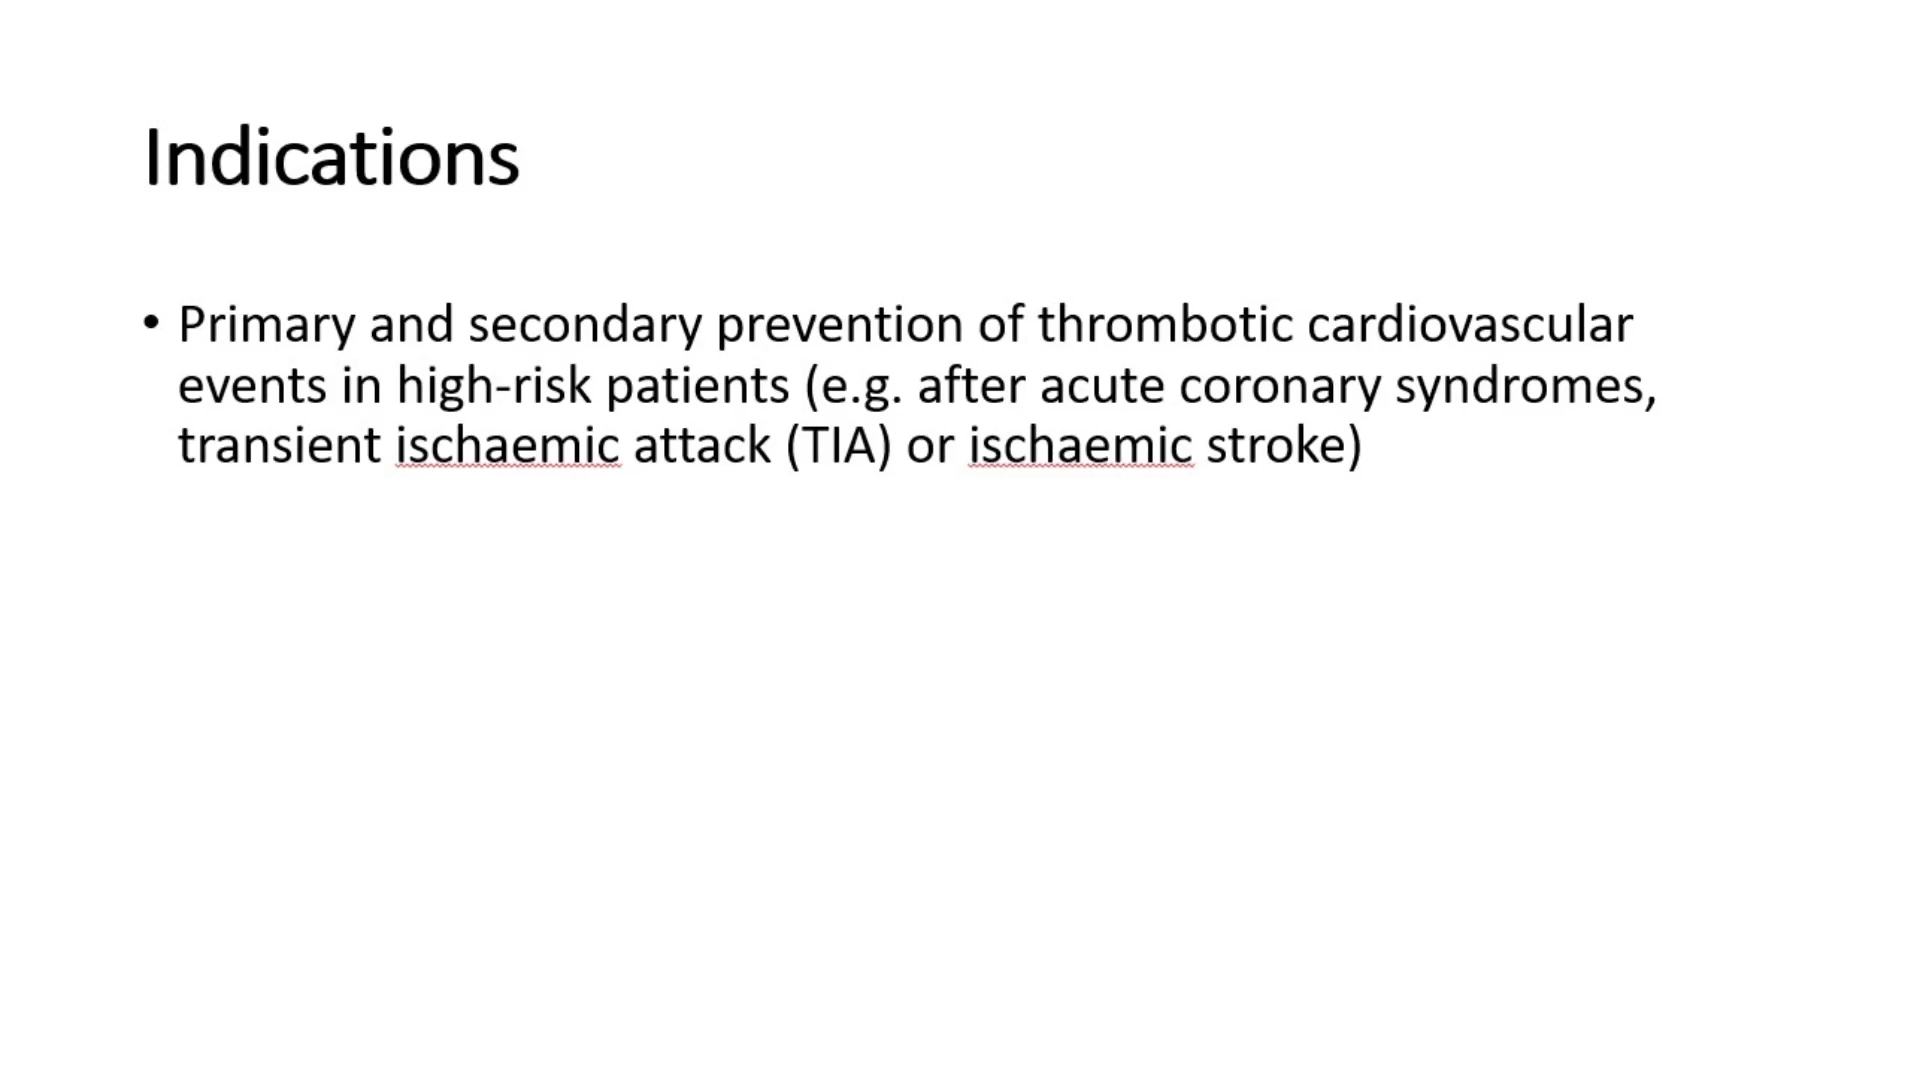 Indications
• Primary and secondary prevention of thrombotic cardiovascular
events in high-risk patients (e.g. after acute coronary syndromes,
transient ischaemic attack (TIA) or ischaemic stroke)